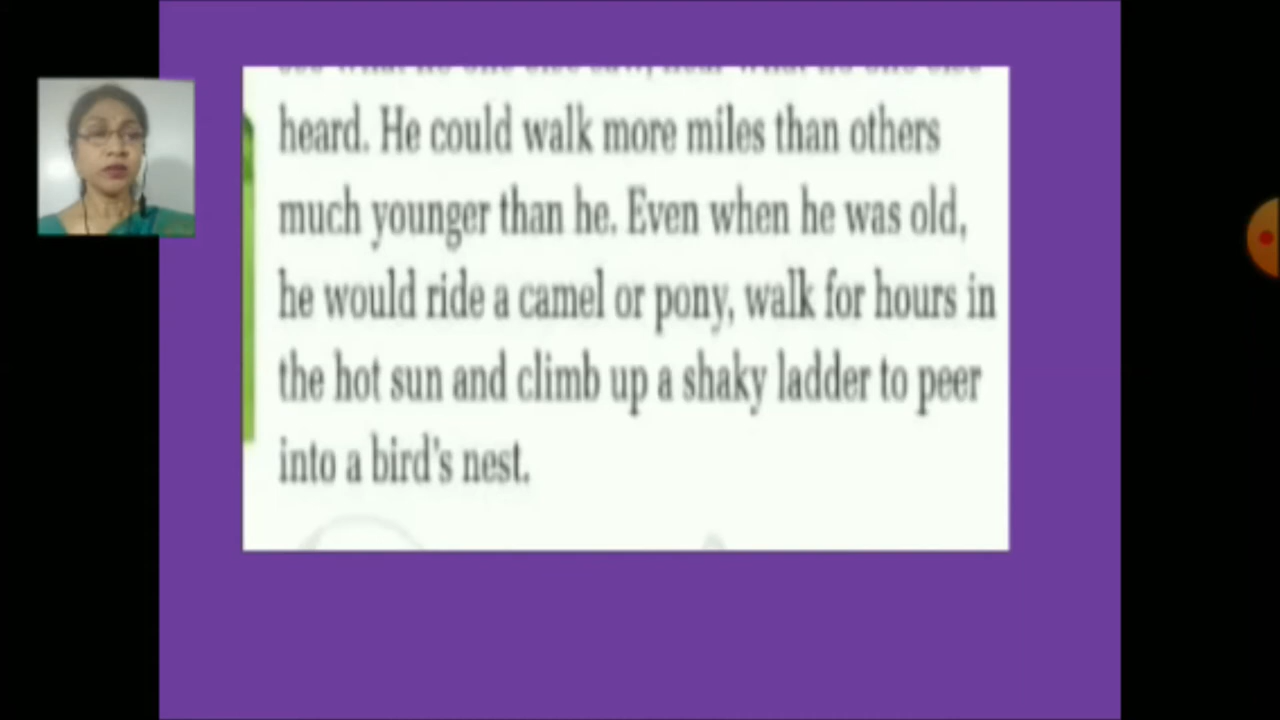 heard. He could walk more miles than others
much younger than he. Even when he was old,
he would ride a camel or pony, walk for hours in
the hot sun and climb up a shaky ladder to peer
into a bird's nest.